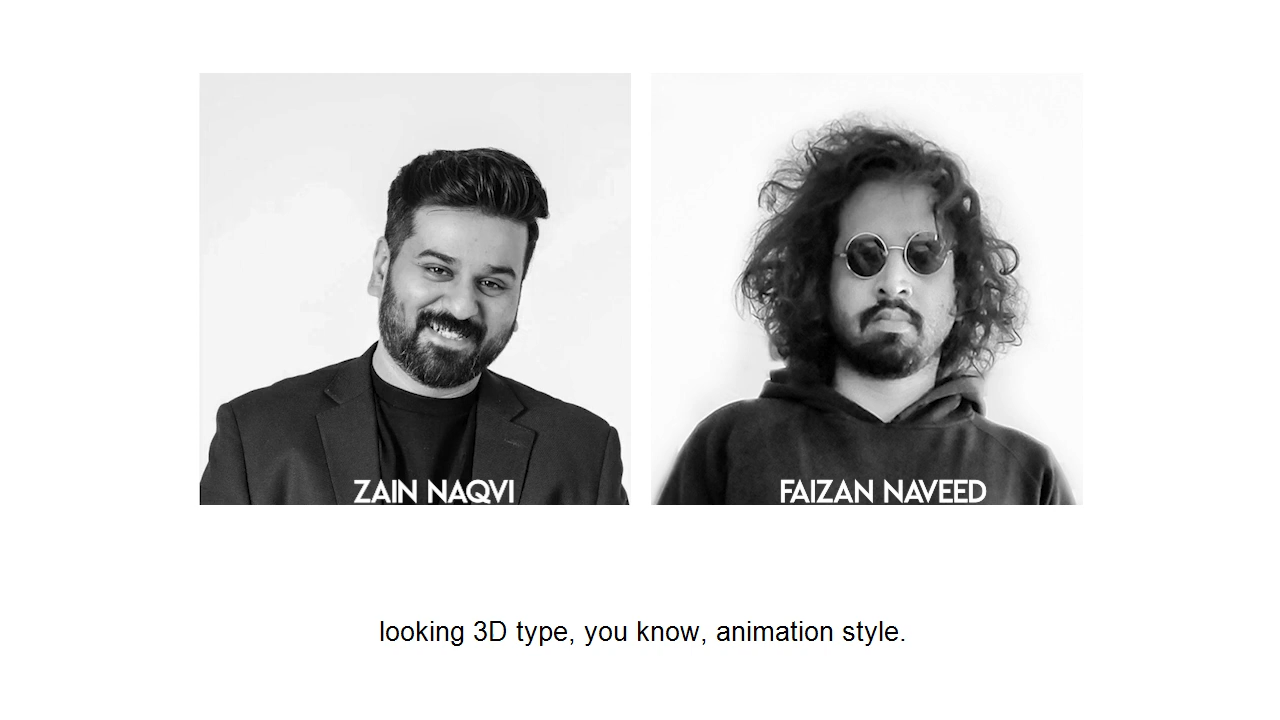 ZAIN NAQVI
FAIZAN NAVEED
looking 3D type, you know, animation style.